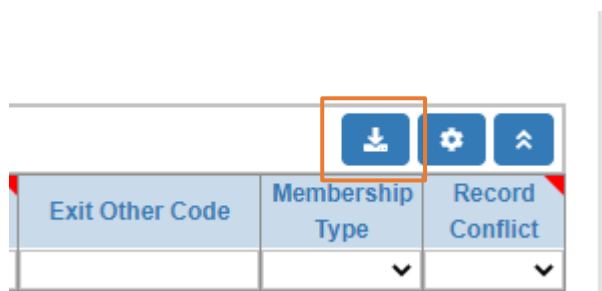 Exit Other Code
Membership
Type
Record
Conflict